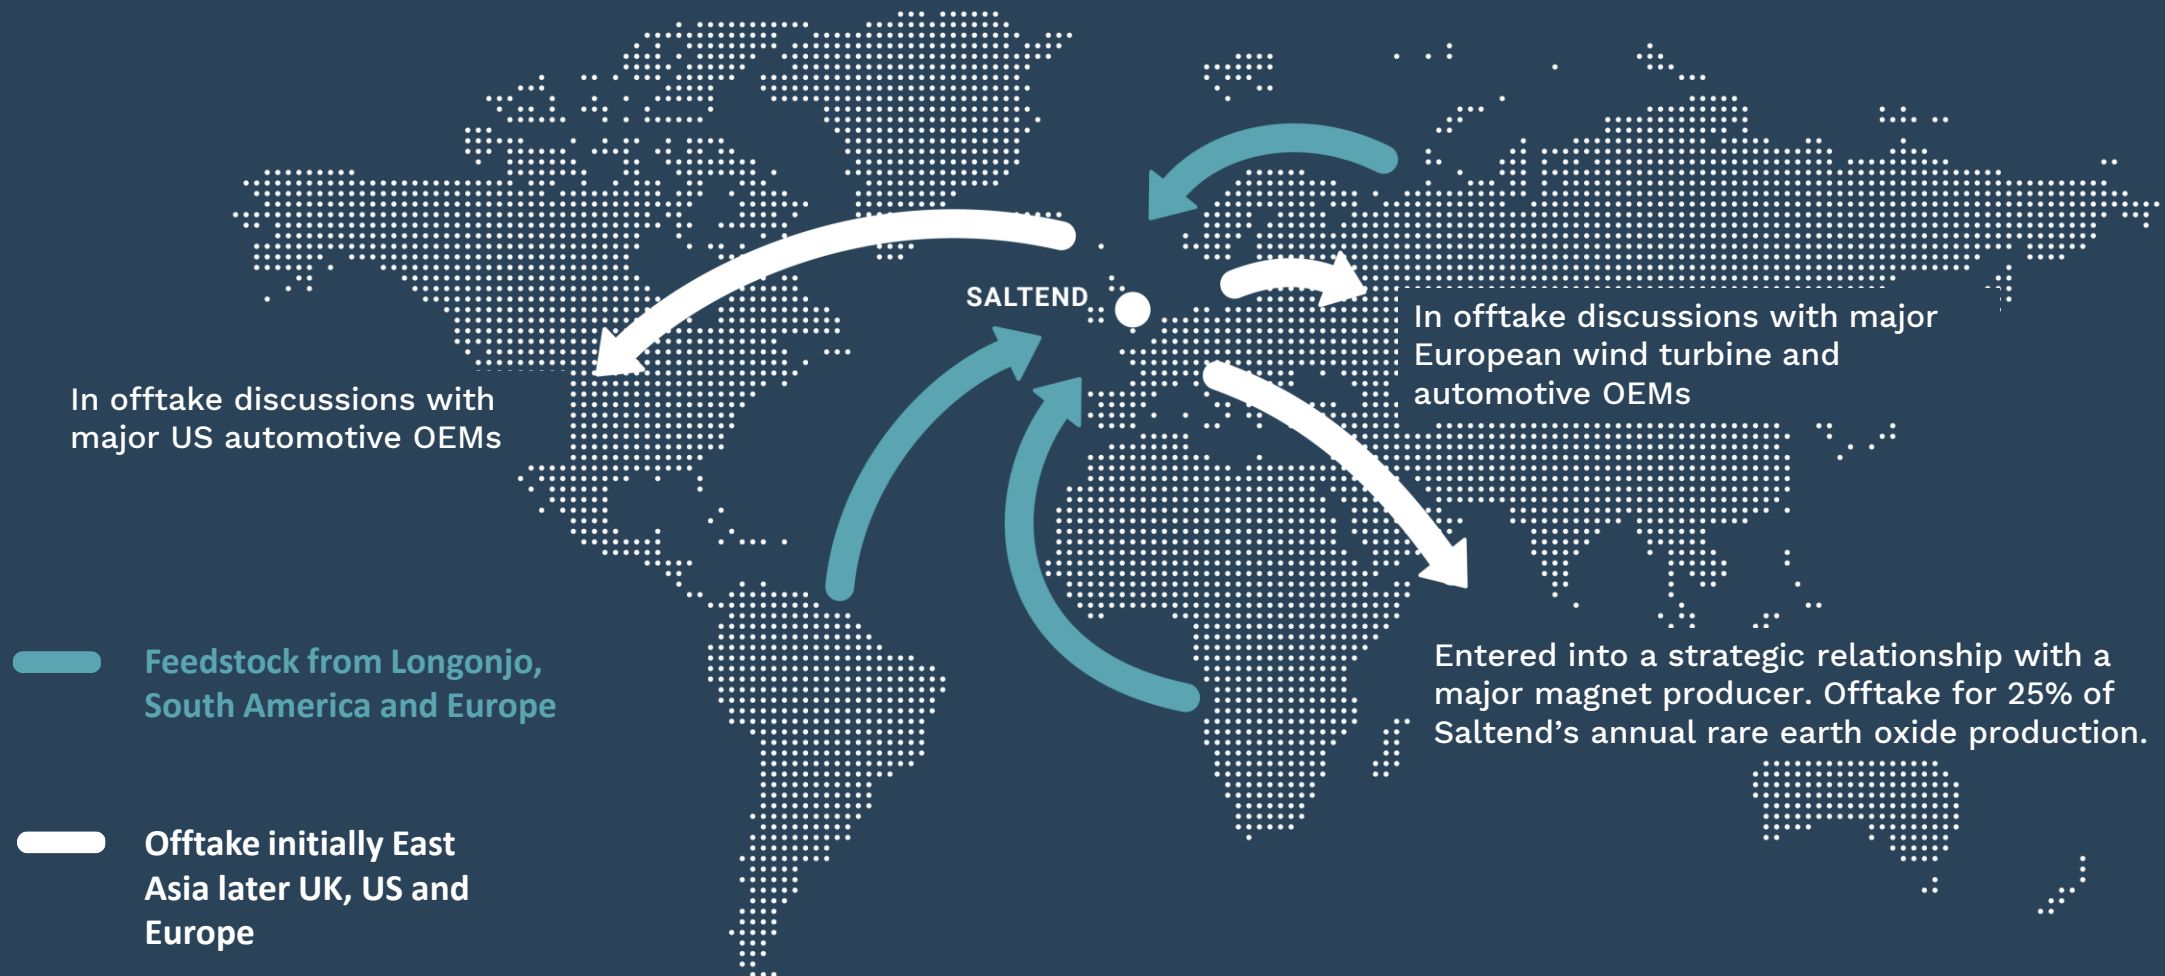 SALTEND
In offtake discussions with major
European wind turbine and
automotive OEMs
In offtake discussions with
major US automotive OEMs
Entered into a strategic relationship with a
major magnet producer. Offtake for 25% of
Saltend’s annual rare earth oxide production.
Feedstock from Longonjo,
South America and Europe
Offtake initially East
Asia later UK, US and
Europe